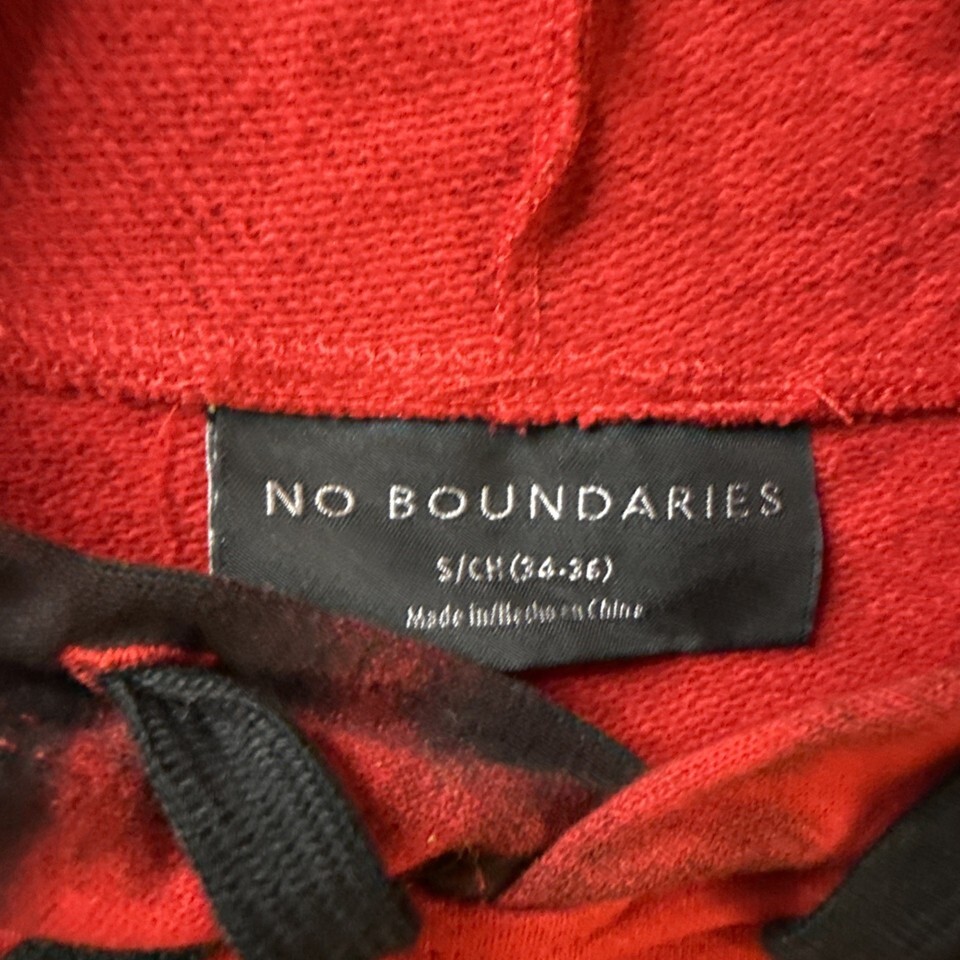 NO BOUNDARIES
S/CH (34-36)
Made in/Hecho en China